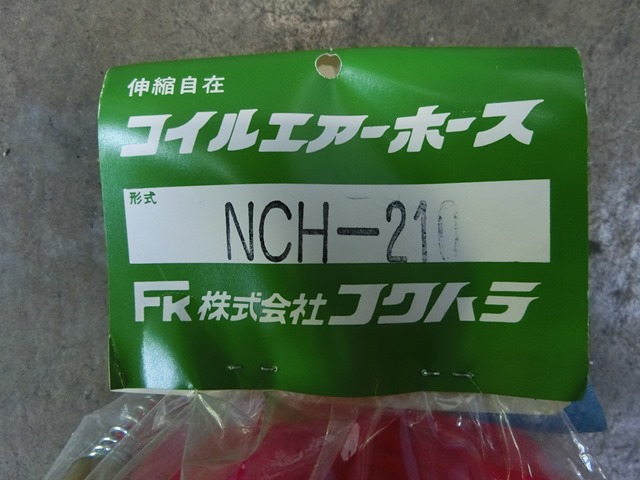 伸縮自在
コイルエアーホース
形式
NCH-210
FK 株式会社 フクハラ